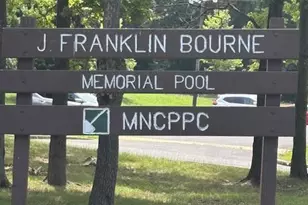 J. FRANKLIN BOURNE
MEMORIAL POOL
MNCPPC